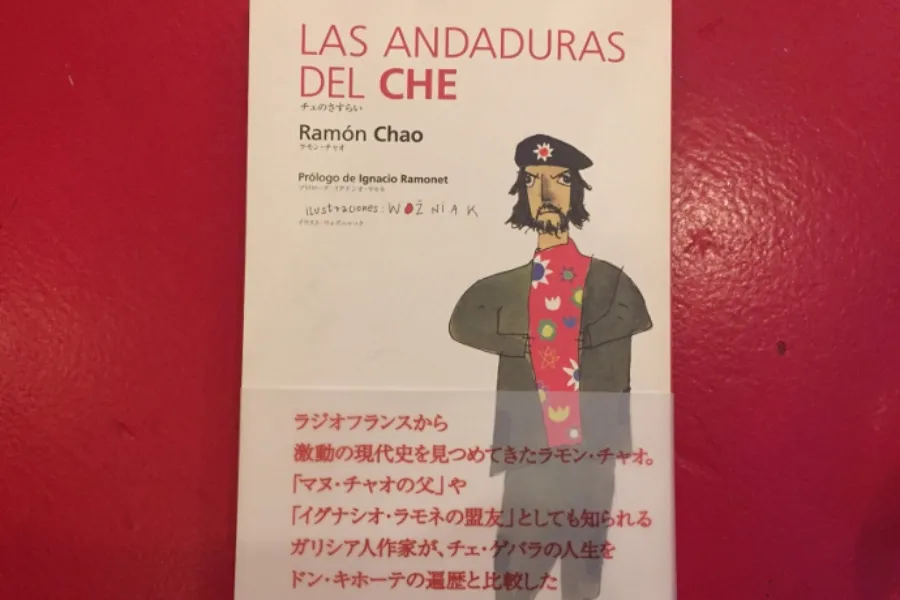 LAS ANDADURAS
DEL CHE
チェのさすらい
Ramón Chao
ラモン・チャオ
Prólogo de Ignacio Ramonet
プロローグ：イグナシオ・ラモネ
ilustraciones: WOŹNIAK
イラスト：ウォズニャック
ラジオフランスから
激動の現代史を見つめてきたラモン・チャオ。
「マヌ・チャオの父」や
「イグナシオ・ラモネの盟友」としても知られる
ガリシア人作家が、チェ・ゲバラの人生を
ドン・キホーテの遍歴と比較した